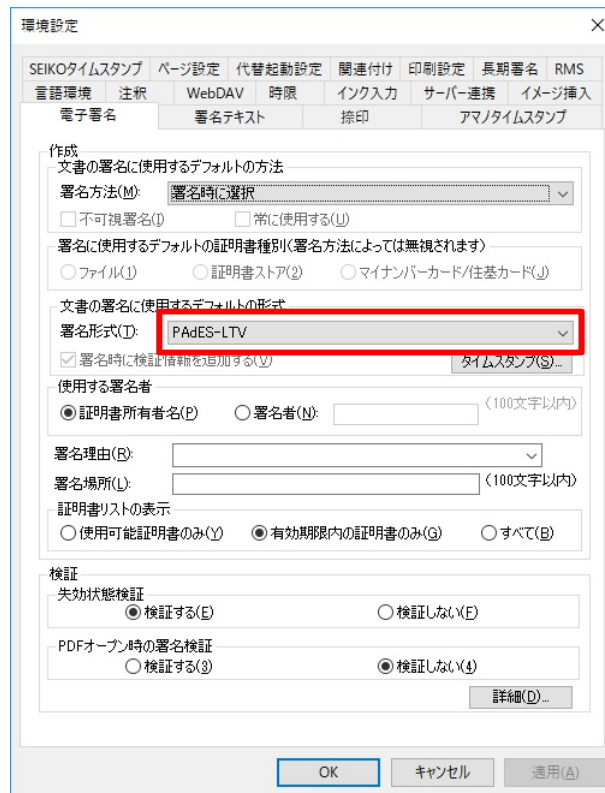 環境設定
SEIKOタイムスタンプ ページ設定 代替起動設定 関連付け 印刷設定 長期署名 RMS
言語環境 注釈 WebDAV 時限 インク入力 サーバー連携 イメージ挿入
電子署名 署名テキスト 捺印 アマノタイムスタンプ
作成
文書の署名に使用するデフォルトの方法
署名方法(M): 署名時に選択
不可視署名(I) 常に使用する(U)
署名に使用するデフォルトの証明書種別(署名方法によっては無視されます)
ファイル(1) 証明書ストア(2) マイナンバーカード/住基カード(J)
文書の署名に使用するデフォルトの形式
署名形式(T): PAdES-LTV
署名時に検証情報を追加する(V) タイムスタンプ(S)...
使用する署名者
証明書所有者名(P) 署名者(N): (100文字以内)
署名理由(R):
署名場所(L): (100文字以内)
証明書リストの表示
使用可能証明書のみ(Y) 有効期限内の証明書のみ(G) すべて(B)
検証
失効状態検証
検証する(E) 検証しない(F)
PDFオープン時の署名検証
検証する(3) 検証しない(4)
詳細(D)...
OK キャンセル 適用(A)